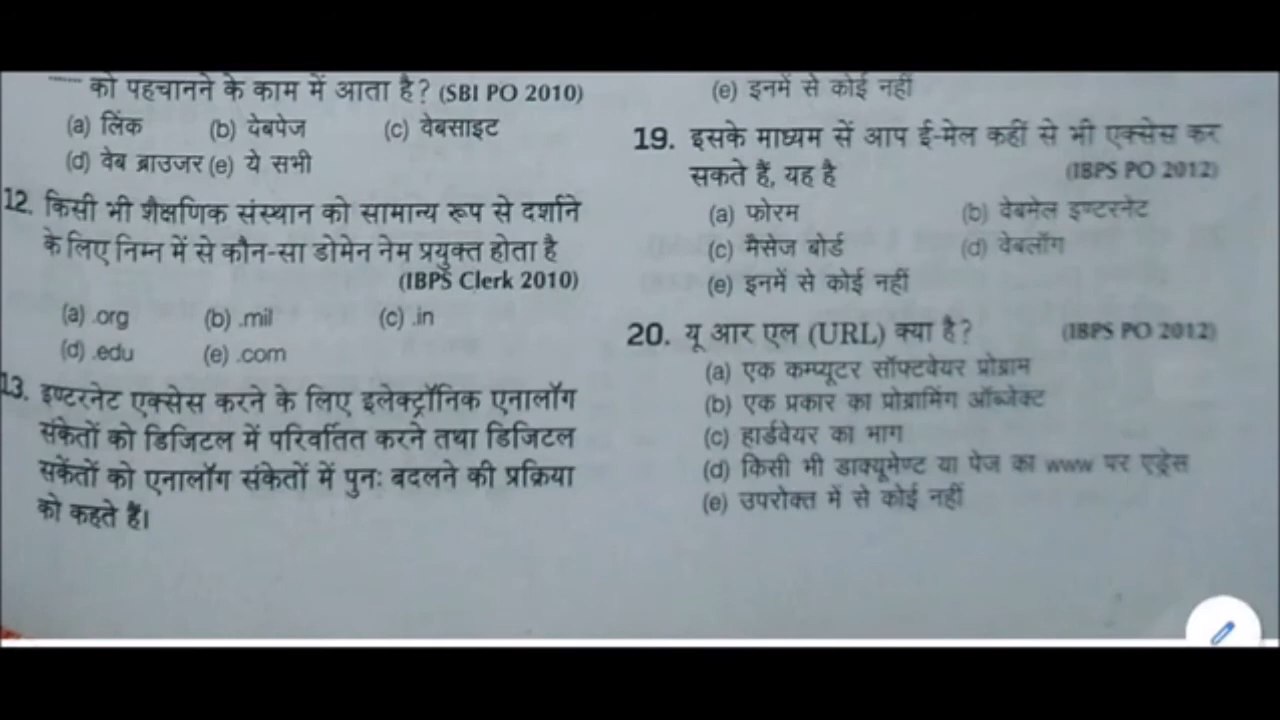 को पहचानने के काम में आता है? (SBI PO 2010)
(a) लिंक (b) वेबपेज (c) वेबसाइट
(d) वेब ब्राउजर (e) ये सभी
12. किसी भी शैक्षणिक संस्थान को सामान्य रूप से दर्शाने
के लिए निम्न में से कौन-सा डोमेन नेम प्रयुक्त होता है
(IBPS Clerk 2010)
(a) .org (b) .mil (c) .in
(d) .edu (e) .com
13. इण्टरनेट एक्सेस करने के लिए इलेक्ट्रॉनिक एनालॉग
संकेतों को डिजिटल में परिवर्तित करने तथा डिजिटल
संकेतों को एनालॉग संकेतों में पुनः बदलने की प्रक्रिया
को कहते हैं।
(e) इनमें से कोई नहीं
19. इसके माध्यम सें आप ई-मेल कहीं से भी एक्सेस कर
सकते हैं, यह है (IBPS PO 2012)
(a) फोरम (b) वेबमेल इण्टरनेट
(c) मैसेज बोर्ड (d) वेबलॉग
(e) इनमें से कोई नहीं
20. यू आर एल (URL) क्या है? (IBPS PO 2012)
(a) एक कम्प्यूटर सॉफ्टवेयर प्रोग्राम
(b) एक प्रकार का प्रोग्रामिंग ऑब्जेक्ट
(c) हार्डवेयर का भाग
(d) किसी भी डाक्यूमेण्ट या पेज का www पर एड्रेस
(e) उपरोक्त में से कोई नहीं